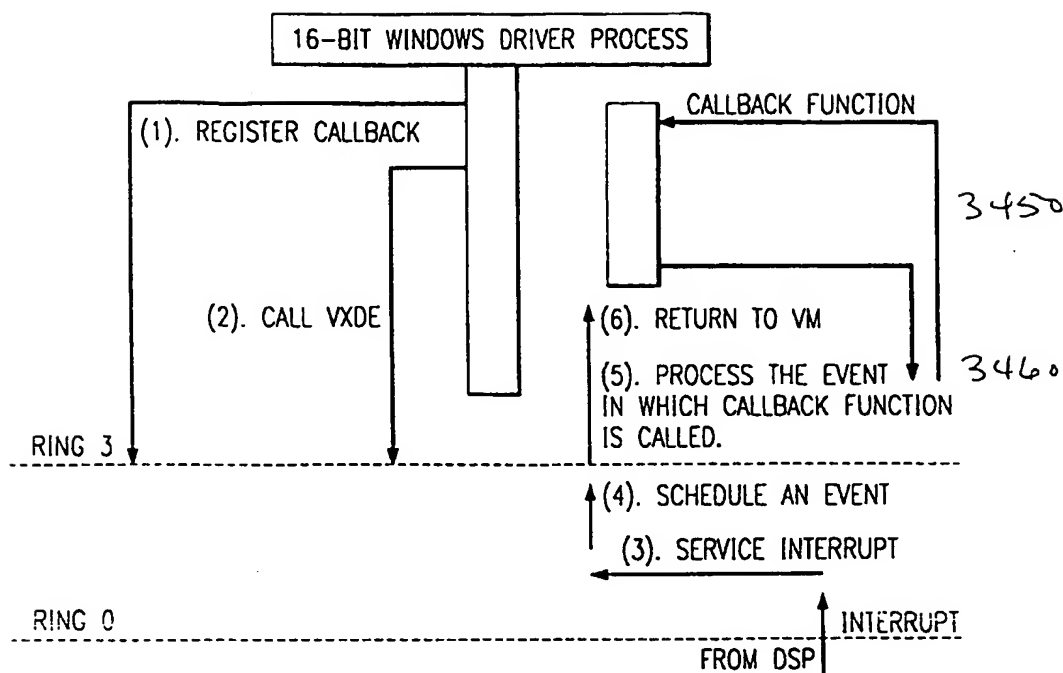 16-BIT WINDOWS DRIVER PROCESS
CALLBACK FUNCTION
(1). REGISTER CALLBACK
3450
(2). CALL VXDE
(6). RETURN TO VM
(5). PROCESS THE EVENT
IN WHICH CALLBACK FUNCTION
IS CALLED.
3460
RING 3
(4). SCHEDULE AN EVENT
(3). SERVICE INTERRUPT
RING 0
INTERRUPT
FROM DSP